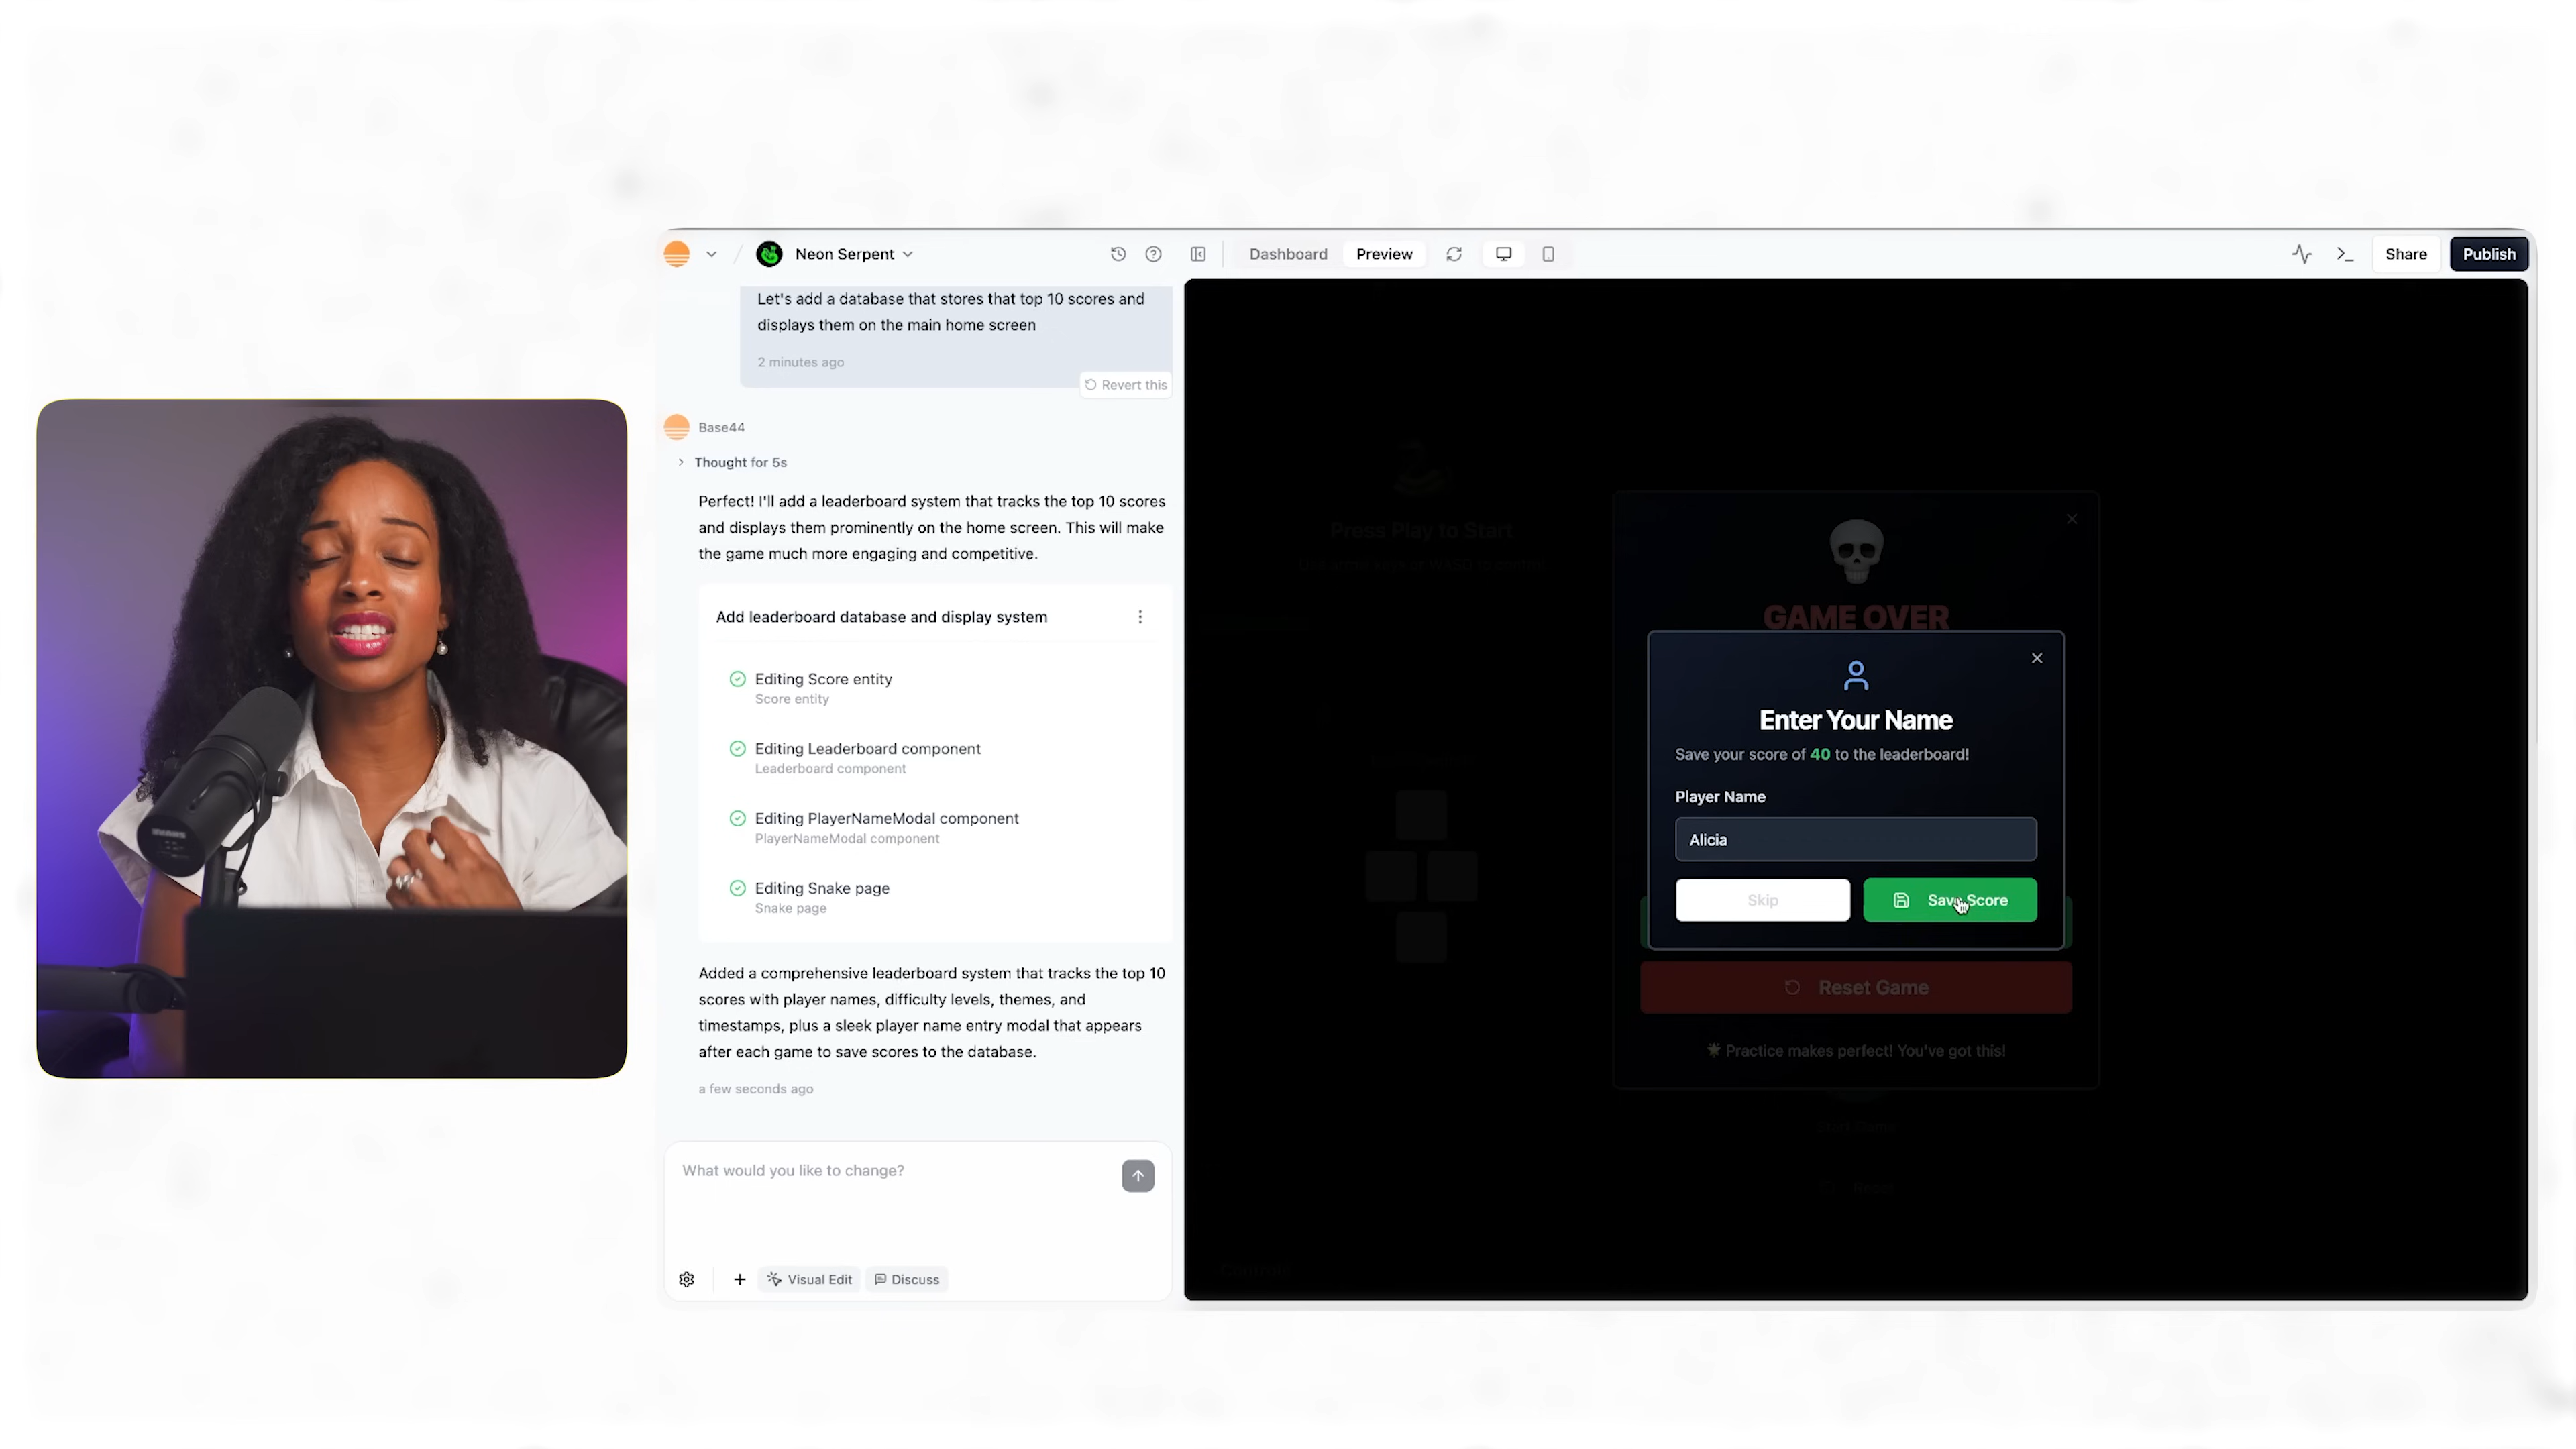 Neon Serpent
Dashboard
Preview
Share
Publish
Let's add a database that stores that top 10 scores and
displays them on the main home screen
2 minutes ago
Revert this
Base44
Thought for 5s
Perfect! I'll add a leaderboard system that tracks the top 10 scores
and displays them prominently on the home screen. This will make
the game much more engaging and competitive.
Add leaderboard database and display system
Editing Score entity
Score entity
Editing Leaderboard component
Leaderboard component
Editing PlayerNameModal component
PlayerNameModal component
Editing Snake page
Snake page
Added a comprehensive leaderboard system that tracks the top 10
scores with player names, difficulty levels, themes, and
timestamps, plus a sleek player name entry modal that appears
after each game to save scores to the database.
a few seconds ago
What would you like to change?
Visual Edit
Discuss
Press Play to Start
GAME OVER
Enter Your Name
Save your score of 40 to the leaderboard!
Player Name
Alicia
Skip
Save Score
Reset Game
Practice makes perfect! You've got this!